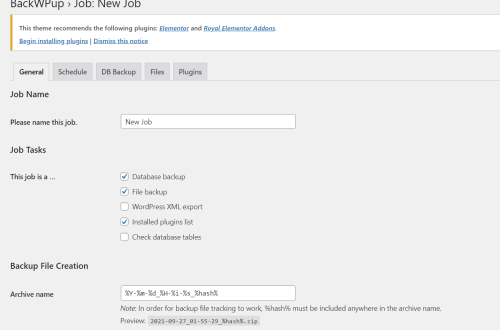 BackWPup › Job: New Job
This theme recommends the following plugins: Elementor and Royal Elementor Addons.
Begin installing plugins | Dismiss this notice
General Schedule DB Backup Files Plugins
Job Name
Please name this job. New Job
Job Tasks
This job is a ... Database backup
File backup
WordPress XML export
Installed plugins list
Check database tables
Backup File Creation
Archive name %Y-%m-%d_%H-%i-%s_%hash%
Note: In order for backup file tracking to work, %hash% must be included anywhere in the archive name.
Preview: 2021-09-27_01-55-29_%hash%.zip